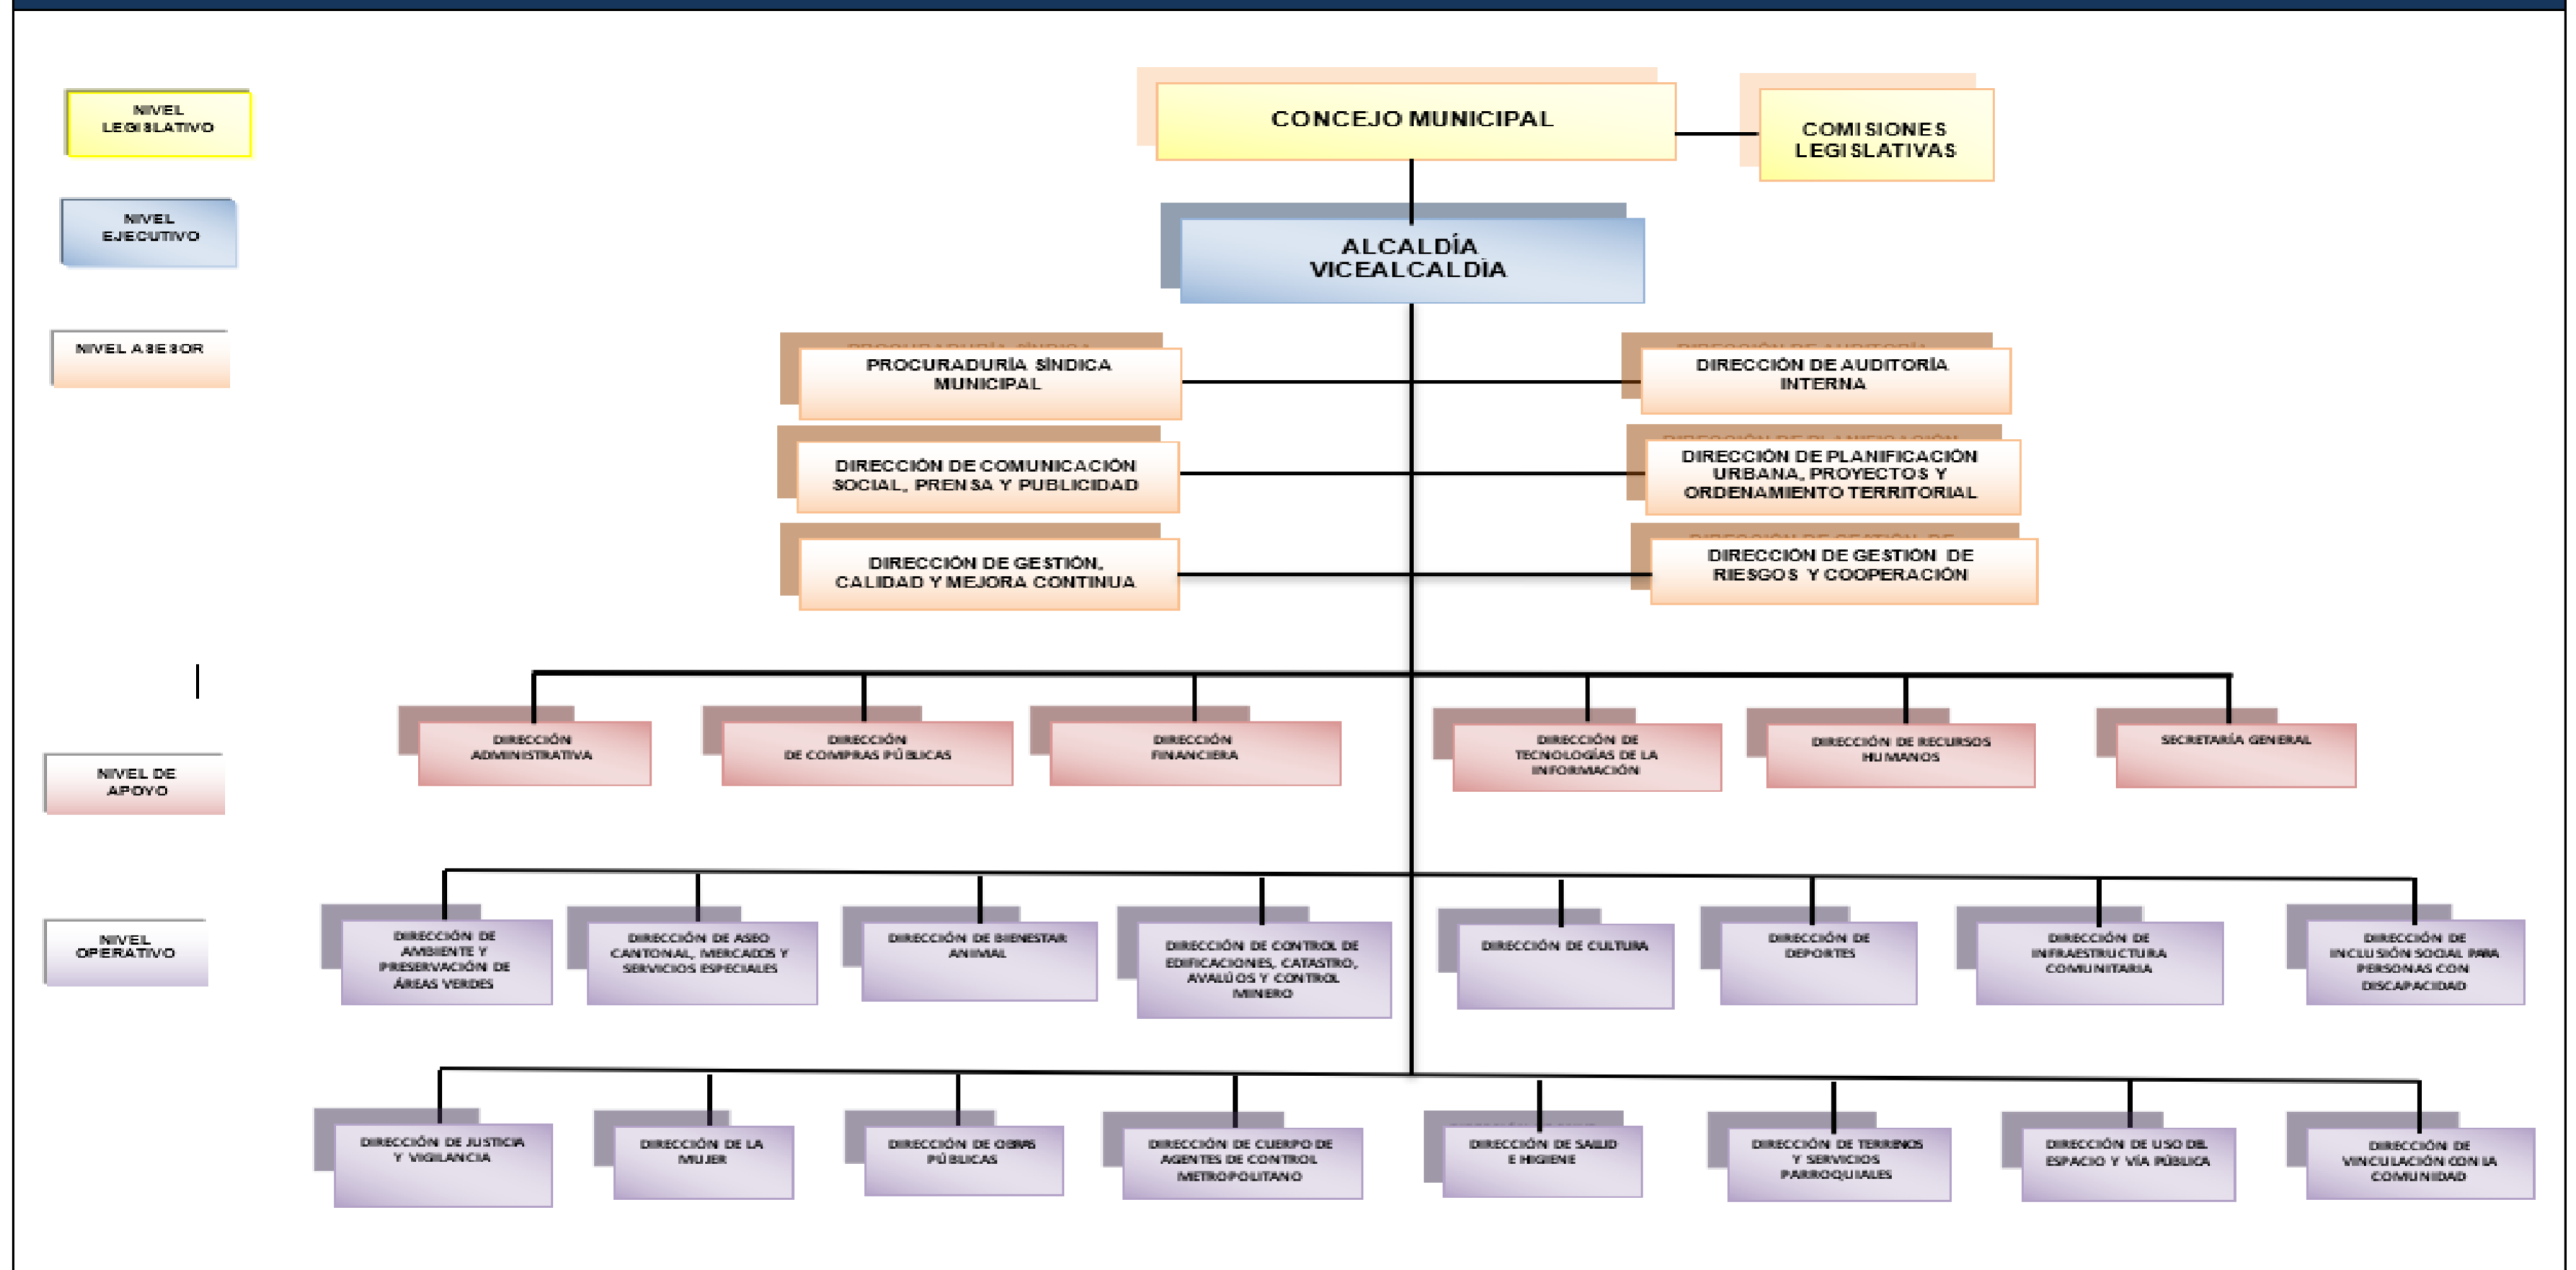 NIVEL
LEGISLATIVO
CONCEJO MUNICIPAL
COMISIONES
LEGISLATIVAS
NIVEL
EJECUTIVO
ALCALDÍA
VICEALCALDÍA
NIVEL ASESOR
PROCURADURÍA SÍNDICA
MUNICIPAL
DIRECCIÓN DE AUDITORÍA
INTERNA
DIRECCIÓN DE COMUNICACIÓN
SOCIAL, PRENSA Y PUBLICIDAD
DIRECCIÓN DE PLANIFICACIÓN
URBANA, PROYECTOS Y
ORDENAMIENTO TERRITORIAL
DIRECCIÓN DE GESTIÓN,
CALIDAD Y MEJORA CONTINUA
DIRECCIÓN DE GESTIÓN DE
RIESGOS Y COOPERACIÓN
NIVEL DE
APOYO
DIRECCIÓN
ADMINISTRATIVA
DIRECCIÓN
DE COMPRAS PÚBLICAS
DIRECCIÓN
FINANCIERA
DIRECCIÓN DE
TECNOLOGÍAS DE LA
INFORMACIÓN
DIRECCIÓN DE RECURSOS
HUMANOS
SECRETARÍA GENERAL
NIVEL
OPERATIVO
DIRECCIÓN DE
AMBIENTE Y
PRESERVACIÓN DE
ÁREAS VERDES
DIRECCIÓN DE ASEO
CANTONAL, MERCADOS Y
SERVICIOS ESPECIALES
DIRECCIÓN DE BIENESTAR
ANIMAL
DIRECCIÓN DE CONTROL DE
EDIFICACIONES, CATASTRO,
AVALÚOS Y CONTROL
MINERO
DIRECCIÓN DE CULTURA
DIRECCIÓN DE
DEPORTES
DIRECCIÓN DE
INFRAESTRUCTURA
COMUNITARIA
DIRECCIÓN DE
INCLUSIÓN SOCIAL PARA
PERSONAS CON
DISCAPACIDAD
DIRECCIÓN DE JUSTICIA
Y VIGILANCIA
DIRECCIÓN DE LA
MUJER
DIRECCIÓN DE OBRAS
PÚBLICAS
DIRECCIÓN DE CUERPO DE
AGENTES DE CONTROL
METROPOLITANO
DIRECCIÓN DE SALUD
E HIGIENE
DIRECCIÓN DE TERRENOS
Y SERVICIOS
PARROQUIALES
DIRECCIÓN DE USO DEL
ESPACIO Y VÍA PÚBLICA
DIRECCIÓN DE
VINCULACIÓN CON LA
COMUNIDAD